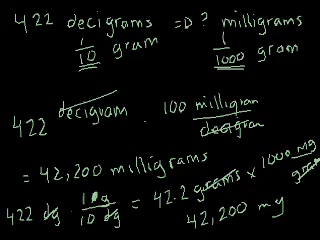 422 decigrams => ? milligrams
1/10 gram 1/1000 gram
422 decigram . 100 milligram / decigram
= 42,200 milligrams
422 dg . 1g / 10 dg = 42.2 grams x 1000 mg / gram
42,200 mg